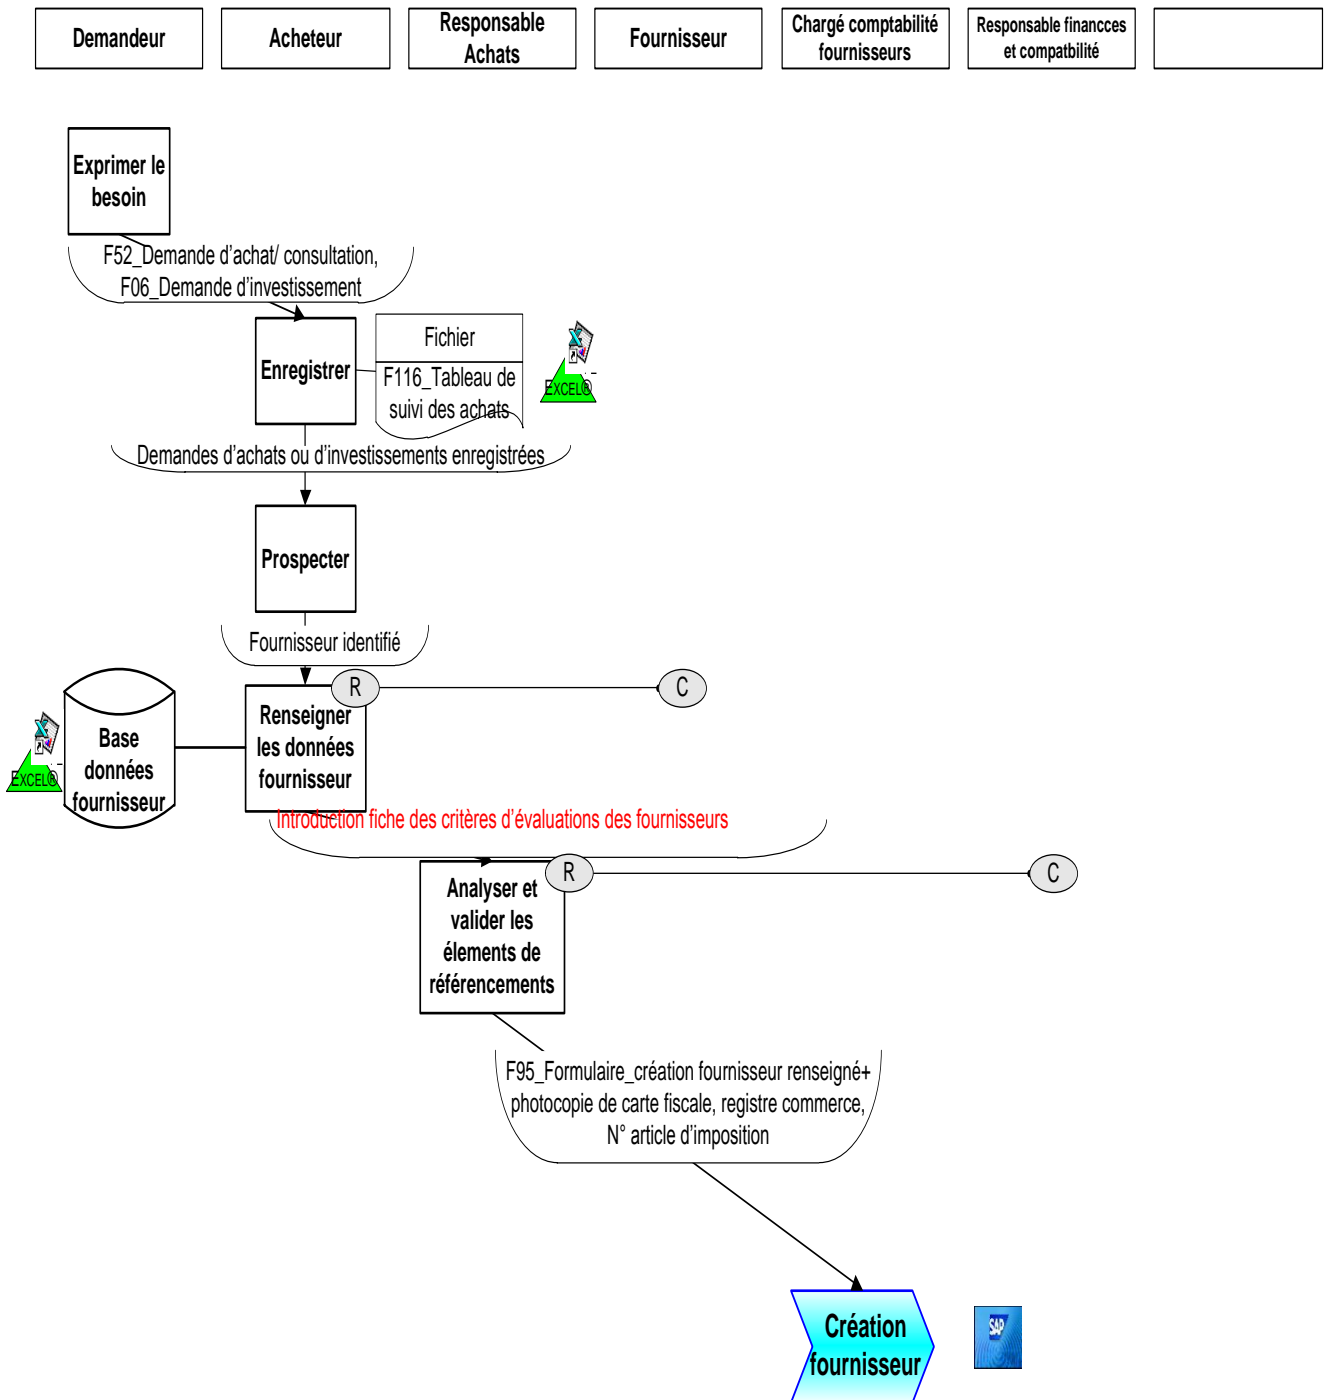 Demandeur
Acheteur
Responsable
Achats
Fournisseur
Chargé comptabilité
fournisseurs
Responsable financces
et compatbilité
Exprimer le
besoin
F52_Demande d'achat/ consultation,
F06_Demande d'investissement
Enregistrer
Fichier
F116_Tableau de
suivi des achats
EXCEL®
Demandes d'achats ou d'investissements enregistrées
Prospecter
Fournisseur identifié
R
C
Renseigner
les données
fournisseur
Base
données
fournisseur
EXCEL®
Introduction fiche des critères d'évaluations des fournisseurs
R
C
Analyser et
valider les
élements de
référencements
F95_Formulaire_création fournisseur renseigné+
photocopie de carte fiscale, registre commerce,
N° article d'imposition
Création
fournisseur
SAP